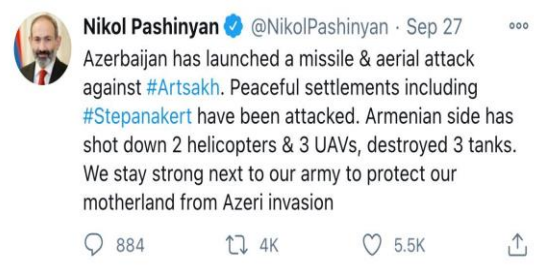 Nikol Pashinyan @NikolPashinyan · Sep 27
Azerbaijan has launched a missile & aerial attack
against #Artsakh. Peaceful settlements including
#Stepanakert have been attacked. Armenian side has
shot down 2 helicopters & 3 UAVs, destroyed 3 tanks.
We stay strong next to our army to protect our
motherland from Azeri invasion
884 4K 5.5K